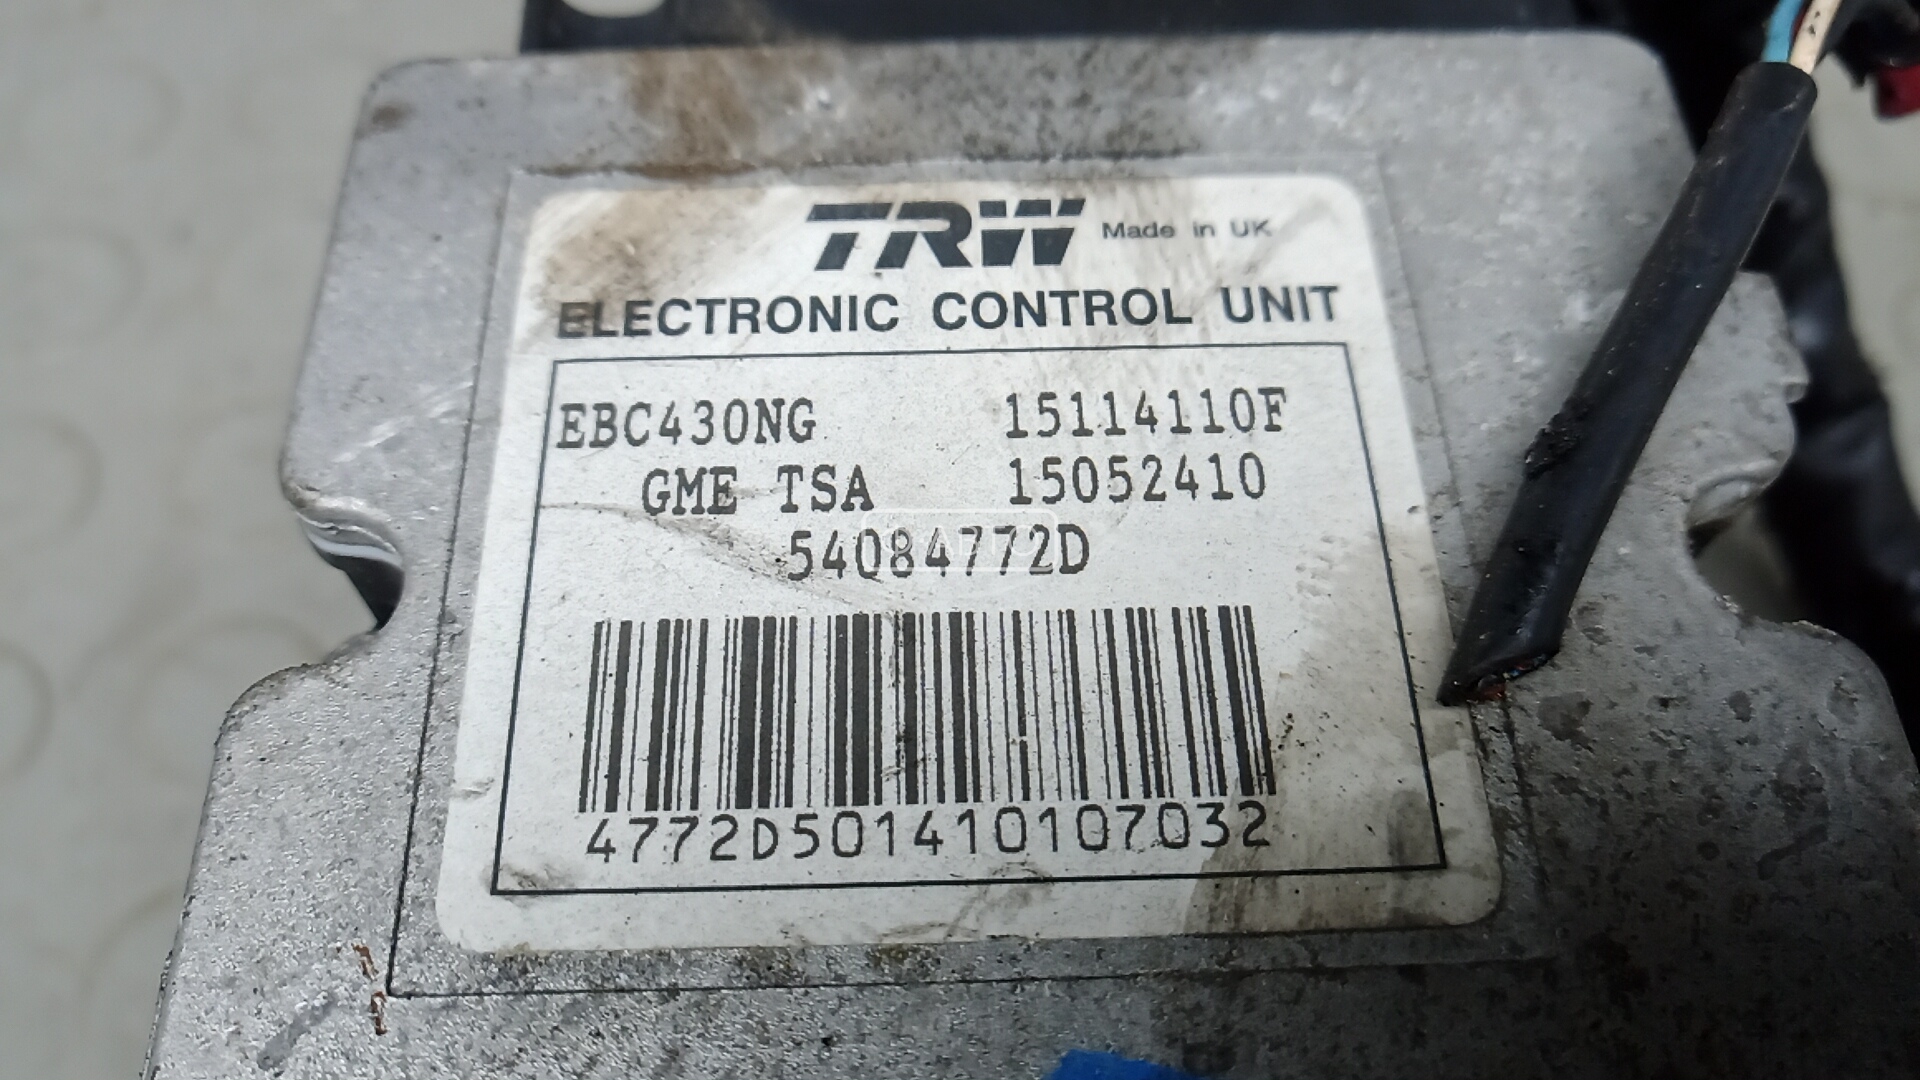 TRW Made in UK
ELECTRONIC CONTROL UNIT
EBC430NG 15114110F
GME TSA 15052410
54084772D
4772D501410107032